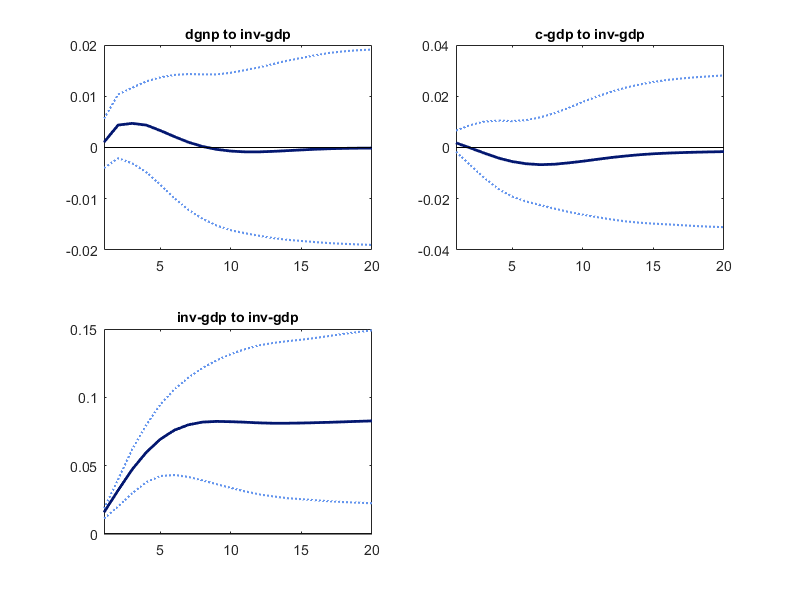 dgnp to inv-gdp
0.02
0.01
0
-0.01
-0.02
5 10 15 20
c-gdp to inv-gdp
0.04
0.02
0
-0.02
-0.04
5 10 15 20
inv-gdp to inv-gdp
0.15
0.1
0.05
0
5 10 15 20